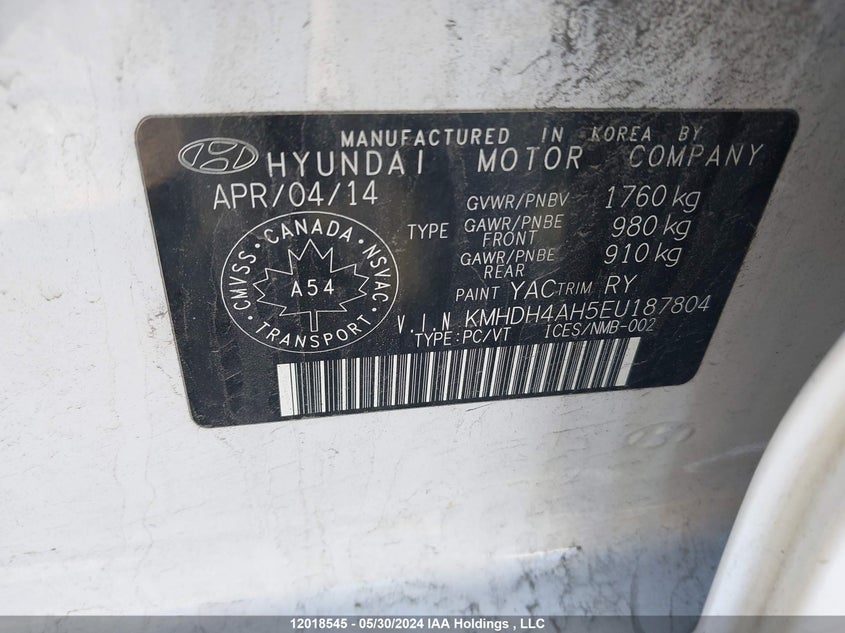 MANUFACTURED IN KOREA BY
HYUNDAI MOTOR COMPANY
APR/04/14
GVWR/PNBV 1760 kg
TYPE GAWR/PNBE FRONT 980 kg
GAWR/PNBE REAR 910 kg
PAINT YAC TRIM RY
CMVSS · CANADA · NSVAC · TRANSPORT
A54
V.I.N KMHDH4AH5EU187804
TYPE:PC/VT ICES/NMB-002
12018545 - 05/30/2024 IAA Holdings , LLC